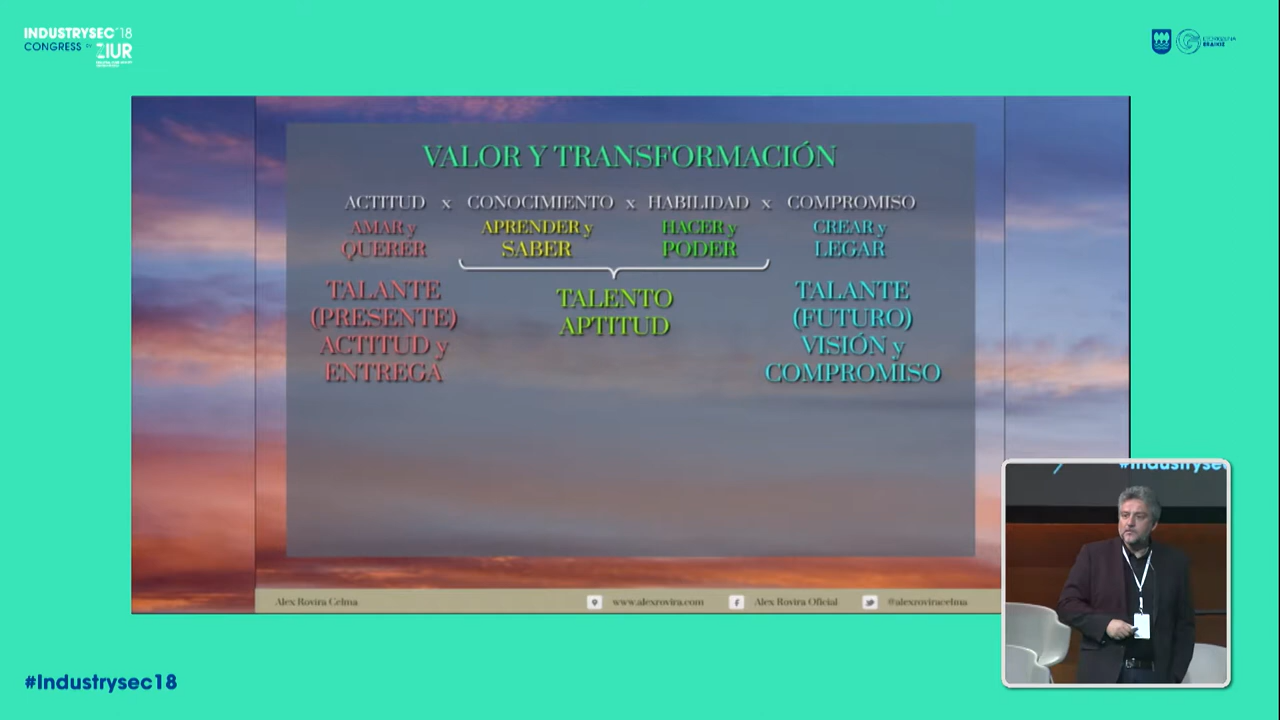 INDUSTRYSEC'18
CONGRESS BY ZIUR
VALOR Y TRANSFORMACIÓN
ACTITUD x CONOCIMIENTO x HABILIDAD x COMPROMISO
AMAR y APRENDER y HACER y CREAR y
QUERER SABER PODER LEGAR
TALANTE TALENTO TALANTE
(PRESENTE) APTITUD (FUTURO)
ACTITUD y VISIÓN y
ENTREGA COMPROMISO
Alex Rovira Celma www.alexrovira.com Alex Rovira Oficial @alexroviracelma
#Industryse
#Industrysec18